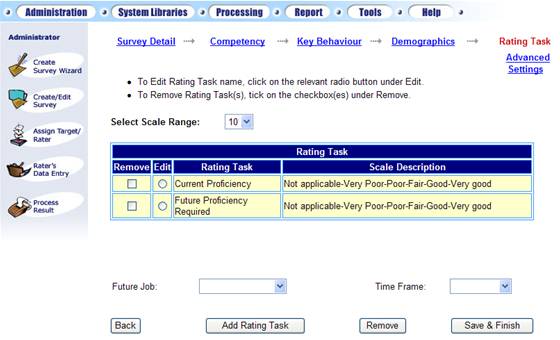 Administration System Libraries Processing Report Tools Help
Administrator
Create
Survey Wizard
Create/Edit
Survey
Assign Target/
Rater
Rater's
Data Entry
Process
Result
Survey Detail Competency Key Behaviour Demographics Rating Task
Advanced
Settings
To Edit Rating Task name, click on the relevant radio button under Edit.
To Remove Rating Task(s), tick on the checkbox(es) under Remove.
Select Scale Range: 10
Rating Task
Remove Edit Rating Task Scale Description
Current Proficiency Not applicable-Very Poor-Poor-Fair-Good-Very good
Future Proficiency
Required Not applicable-Very Poor-Poor-Fair-Good-Very good
Future Job: Time Frame:
Back Add Rating Task Remove Save & Finish